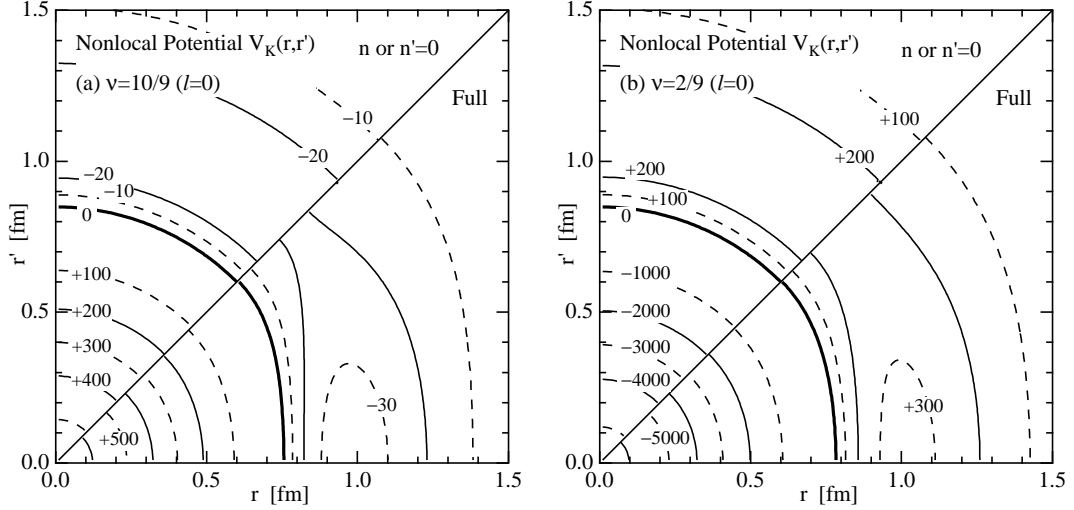 Nonlocal Potential V_K(r,r')
n or n'=0
(a) ν=10/9 (l=0)
Full
−10
−20
−20
−10
0
+100
+200
+300
+400
+500
−30
1.5
1.0
0.5
0.0
r' [fm]
0.0 0.5 1.0 1.5
r [fm]
Nonlocal Potential V_K(r,r')
n or n'=0
(b) ν=2/9 (l=0)
Full
+100
+200
+200
+100
0
−1000
−2000
−3000
−4000
−5000
+300
1.5
1.0
0.5
0.0
r' [fm]
0.0 0.5 1.0 1.5
r [fm]